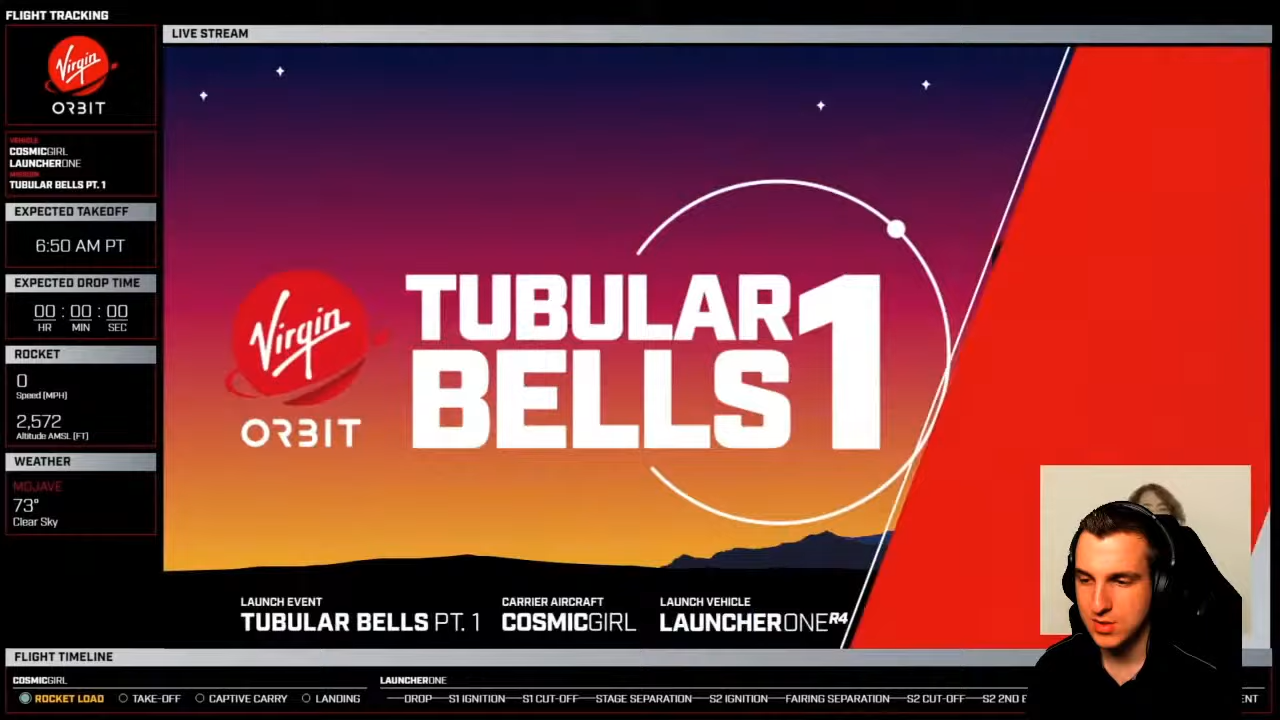 FLIGHT TRACKING
Virgin
ORBIT
VEHICLE
COSMICGIRL
LAUNCHERONE
MISSION
TUBULAR BELLS PT. 1
EXPECTED TAKEOFF
6:50 AM PT
EXPECTED DROP TIME
00 : 00 : 00
HR MIN SEC
ROCKET
0
Speed (MPH)
2,572
Altitude AMSL (FT)
WEATHER
MOJAVE
73°
Clear Sky
LIVE STREAM
Virgin
ORBIT
TUBULAR
BELLS 1
LAUNCH EVENT
TUBULAR BELLS PT. 1
CARRIER AIRCRAFT
COSMICGIRL
LAUNCH VEHICLE
LAUNCHERONE R4
FLIGHT TIMELINE
COSMICGIRL
ROCKET LOAD TAKE-OFF CAPTIVE CARRY LANDING
LAUNCHERONE
DROP S1 IGNITION S1 CUT-OFF STAGE SEPARATION S2 IGNITION FAIRING SEPARATION S2 CUT-OFF S2 2ND